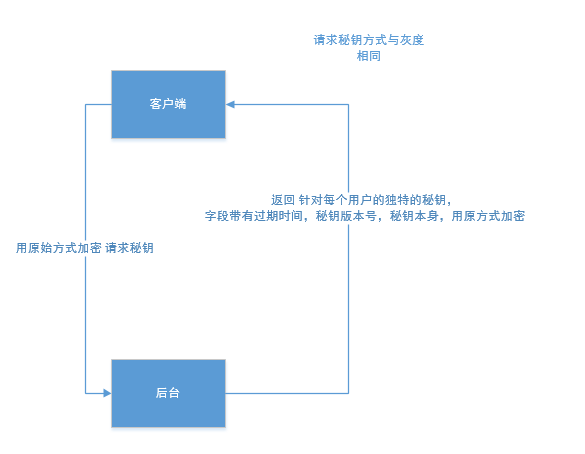 请求秘钥方式与灰度
相同
客户端
返回 针对每个用户的独特的秘钥，
字段带有过期时间，秘钥版本号，秘钥本身，用原方式加密
用原始方式加密 请求秘钥
后台